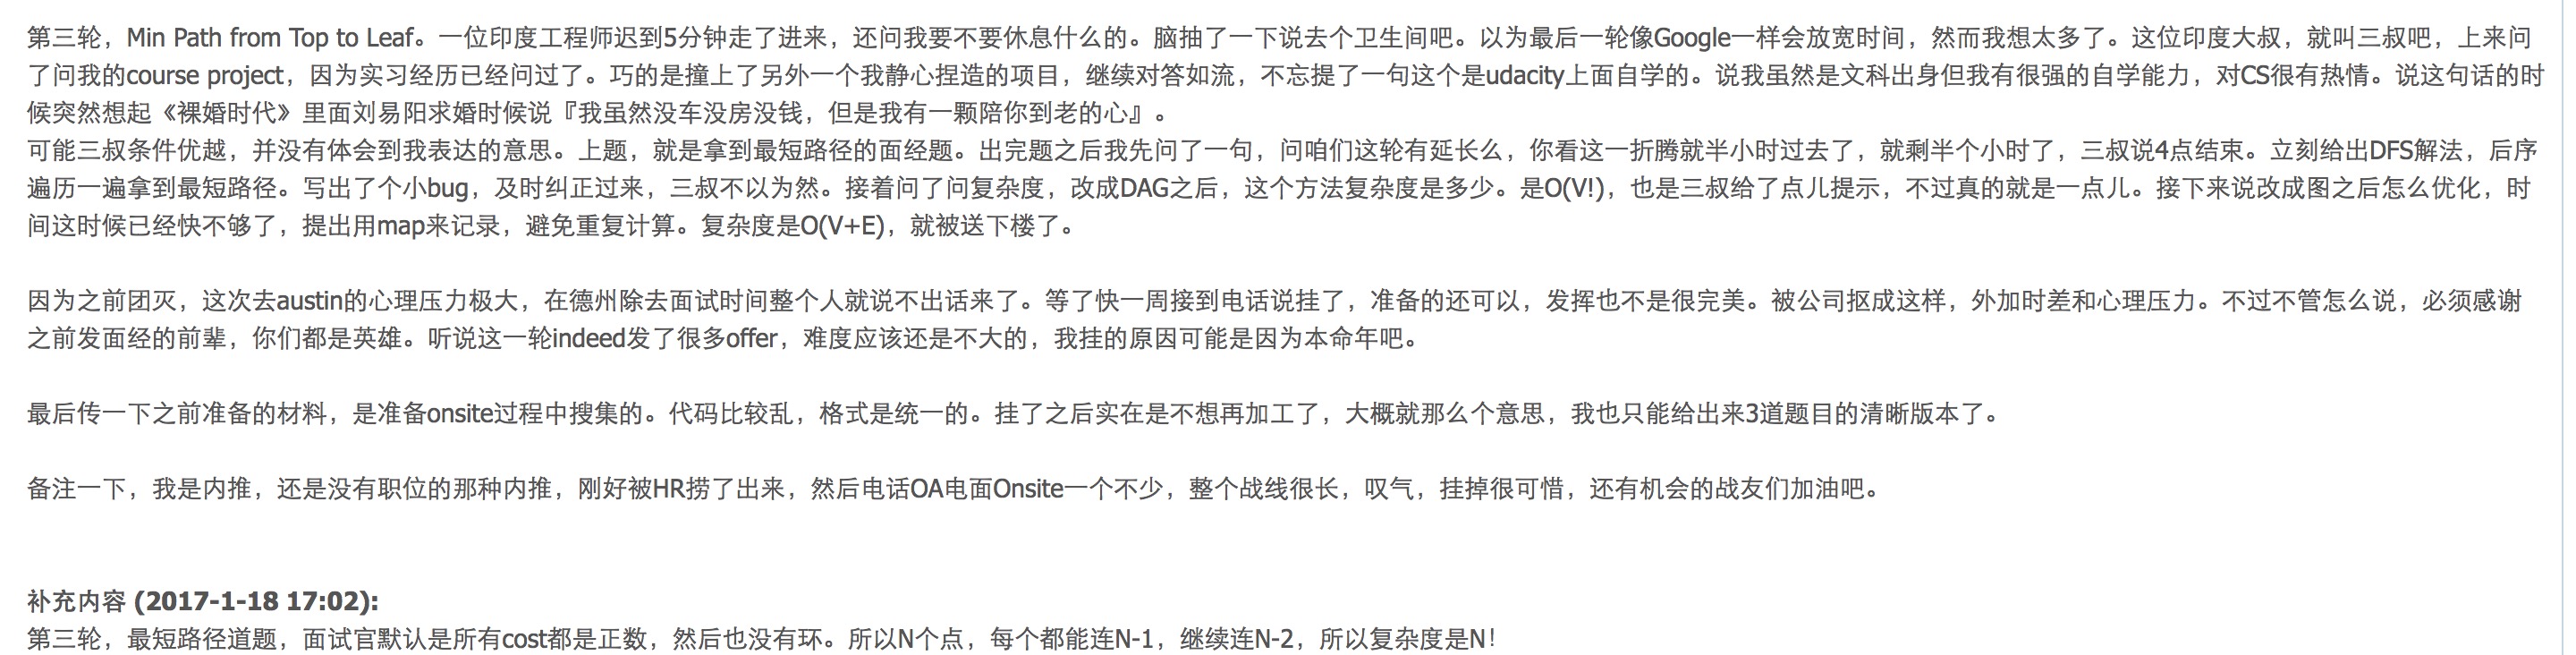 第三轮，Min Path from Top to Leaf。一位印度工程师迟到5分钟走了进来，还问我要不要休息什么的。脑抽了一下说去个卫生间吧。以为最后一轮像Google一样会放宽时间，然而我想太多了。这位印度大叔，就叫三叔吧，上来问
了问我的course project，因为实习经历已经问过了。巧的是撞上了另外一个我静心捏造的项目，继续对答如流，不忘提了一句这个是udacity上面自学的。说我虽然是文科出身但我有很强的自学能力，对CS很有热情。说这句话的时
候突然想起《裸婚时代》里面刘易阳求婚时候说『我虽然没车没房没钱，但是我有一颗陪你到老的心』。
可能三叔条件优越，并没有体会到我表达的意思。上题，就是拿到最短路径的面经题。出完题之后我先问了一句，问咱们这轮有延长么，你看这一折腾就半小时过去了，就剩半个小时了，三叔说4点结束。立刻给出DFS解法，后序
遍历一遍拿到最短路径。写出了个小bug，及时纠正过来，三叔不以为然。接着问了问复杂度，改成DAG之后，这个方法复杂度是多少。是O(V!)，也是三叔给了点儿提示，不过真的就是一点儿。接下来说改成图之后怎么优化，时
间这时候已经快不够了，提出用map来记录，避免重复计算。复杂度是O(V+E)，就被送下楼了。
因为之前团灭，这次去austin的心理压力极大，在德州除去面试时间整个人就说不出话来了。等了快一周接到电话说挂了，准备的还可以，发挥也不是很完美。被公司抠成这样，外加时差和心理压力。不过不管怎么说，必须感谢
之前发面经的前辈，你们都是英雄。听说这一轮indeed发了很多offer，难度应该还是不大的，我挂的原因可能是因为本命年吧。
最后传一下之前准备的材料，是准备onsite过程中搜集的。代码比较乱，格式是统一的。挂了之后实在是不想再加工了，大概就那么个意思，我也只能给出来3道题目的清晰版本了。
备注一下，我是内推，还是没有职位的那种内推，刚好被HR捞了出来，然后电话OA电面Onsite一个不少，整个战线很长，叹气，挂掉很可惜，还有机会的战友们加油吧。
补充内容 (2017-1-18 17:02):
第三轮，最短路径道题，面试官默认是所有cost都是正数，然后也没有环。所以N个点，每个都能连N-1，继续连N-2，所以复杂度是N！